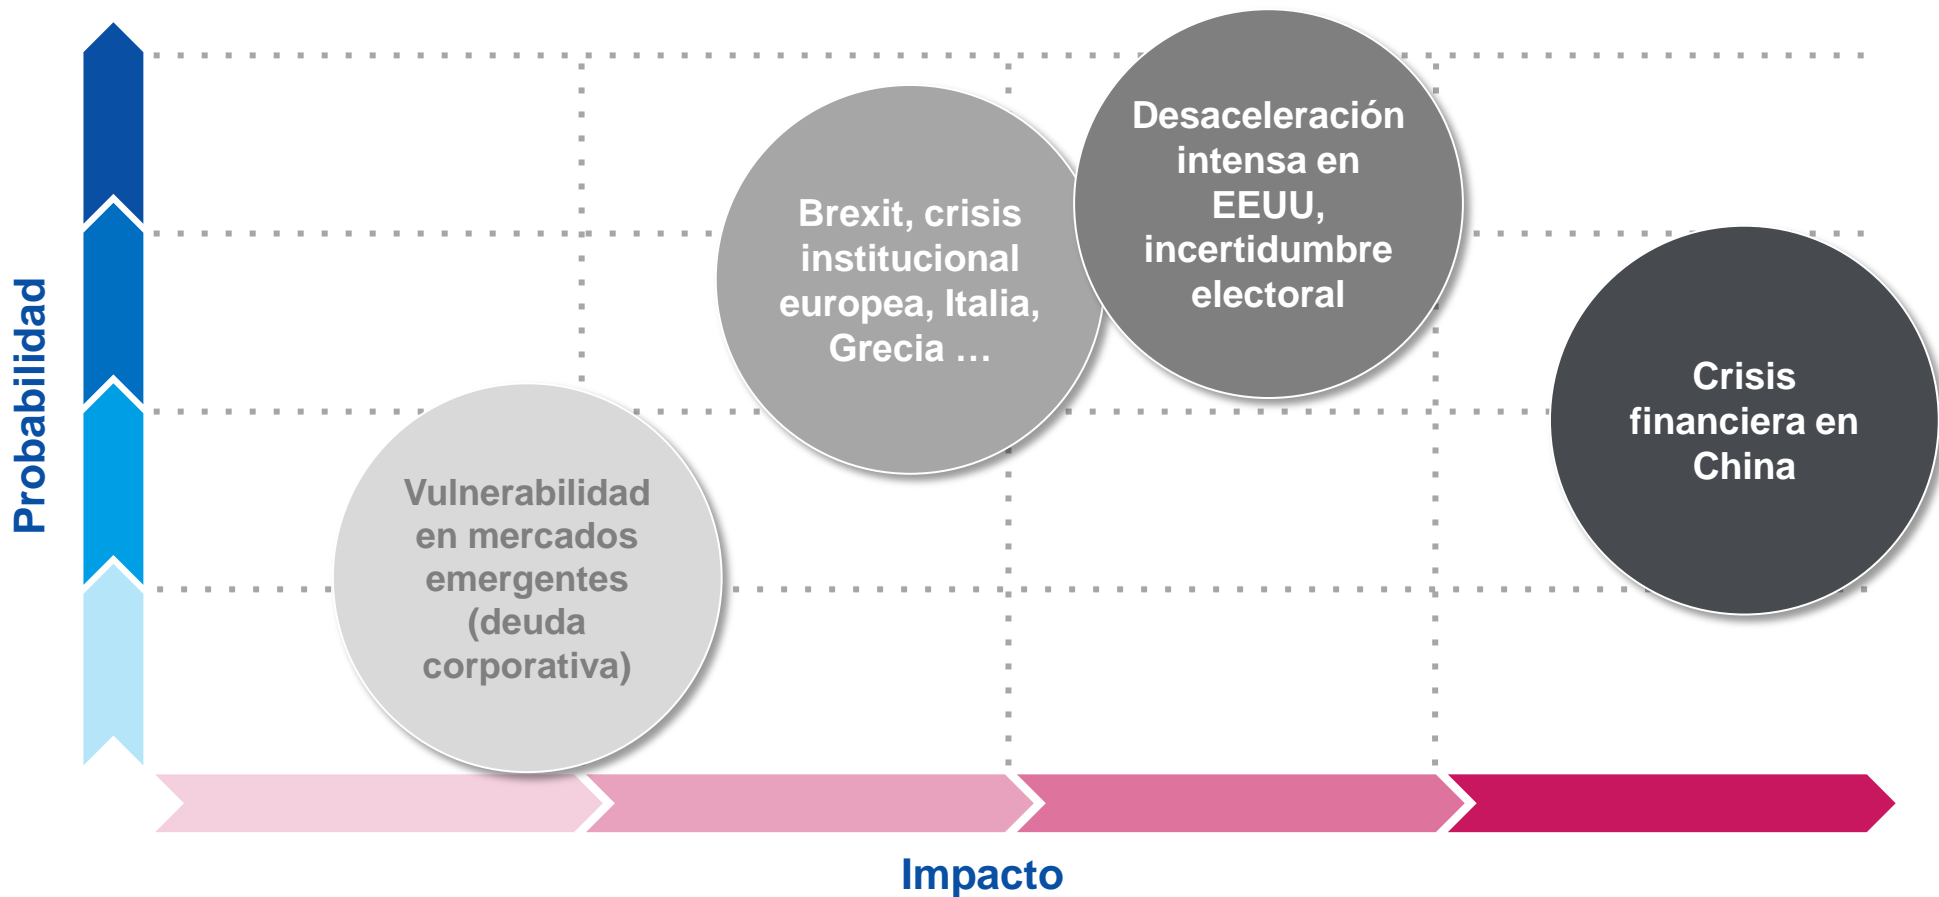 Probabilidad
Desaceleración
intensa en
EEUU,
incertidumbre
electoral
Brexit, crisis
institucional
europea, Italia,
Grecia …
Crisis
financiera en
China
Vulnerabilidad
en mercados
emergentes
(deuda
corporativa)
Impacto